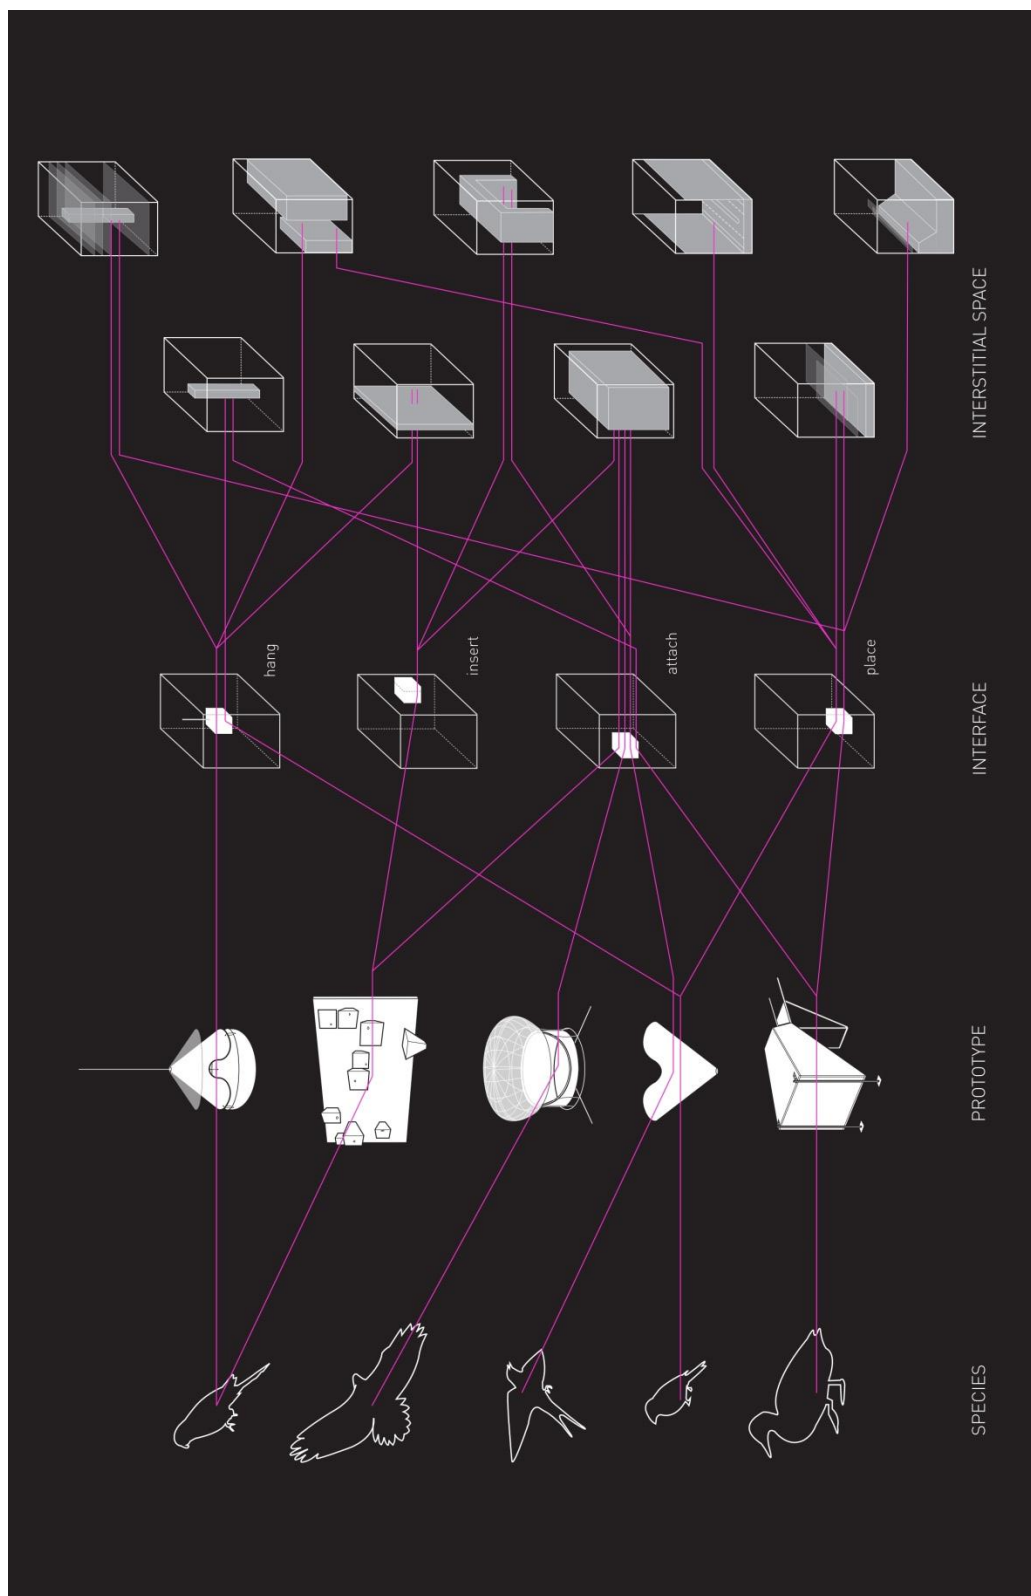 SPECIES
PROTOTYPE
INTERFACE
INTERSTITIAL SPACE
hang
insert
attach
place